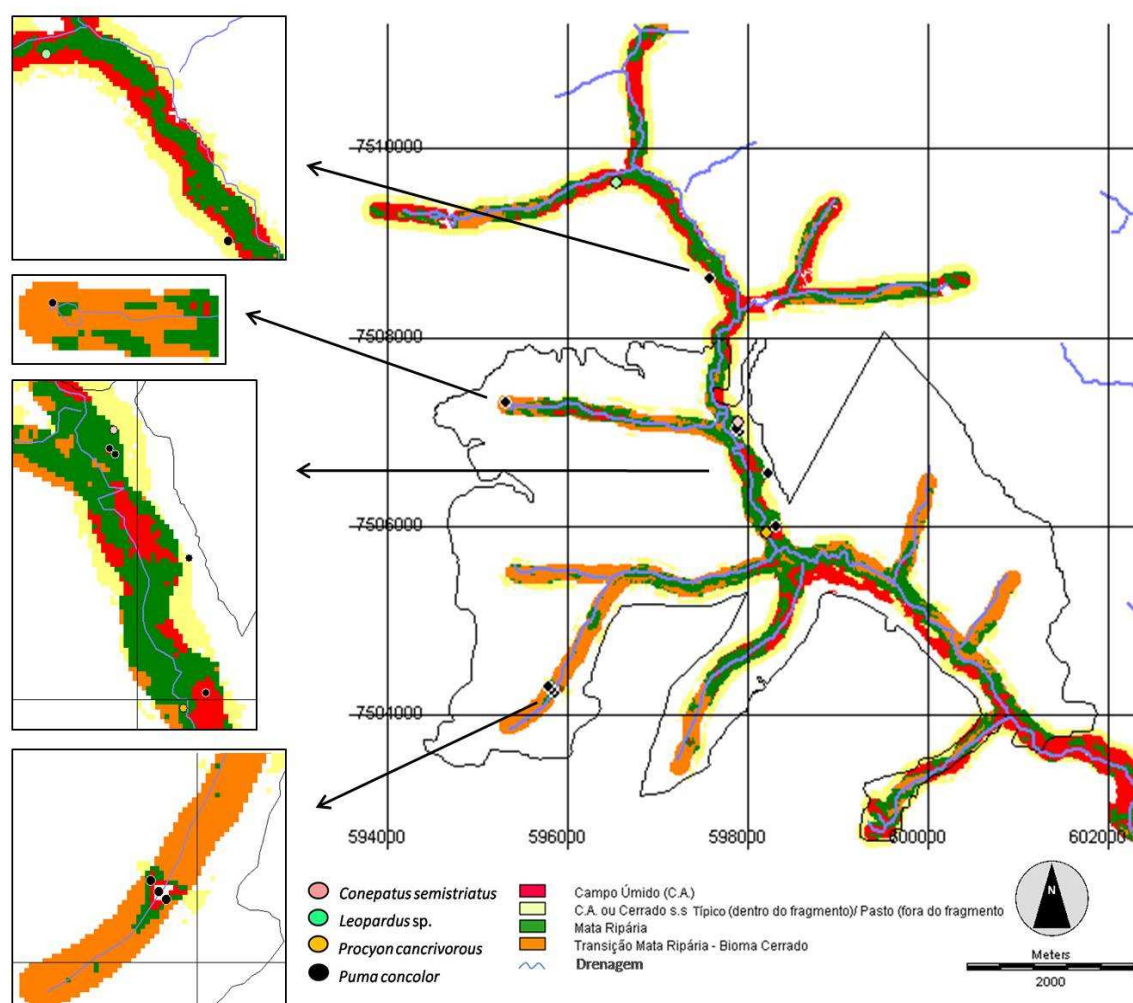 7510000
7508000
7506000
7504000
594000 596000 598000 600000 602000
Conepatus semistriatus
Leopardus sp.
Procyon cancrivorous
Puma concolor
Campo Úmido (C.A.)
C.A. ou Cerrado s.s Típico (dentro do fragmento)/ Pasto (fora do fragmento
Mata Ripária
Transição Mata Ripária - Bioma Cerrado
Drenagem
N
Meters
2000